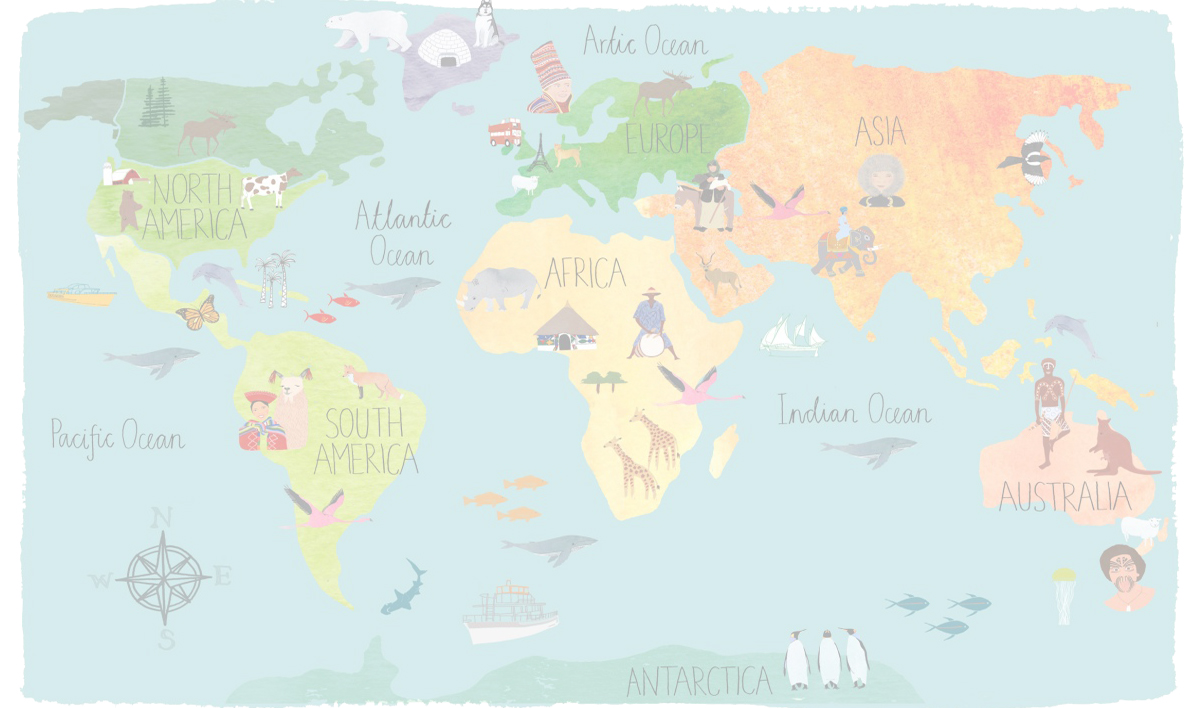 Artic Ocean
EUROPE
ASIA
NORTH
AMERICA
Atlantic
Ocean
AFRICA
Pacific Ocean
SOUTH
AMERICA
Indian Ocean
AUSTRALIA
N
W E
S
ANTARCTICA